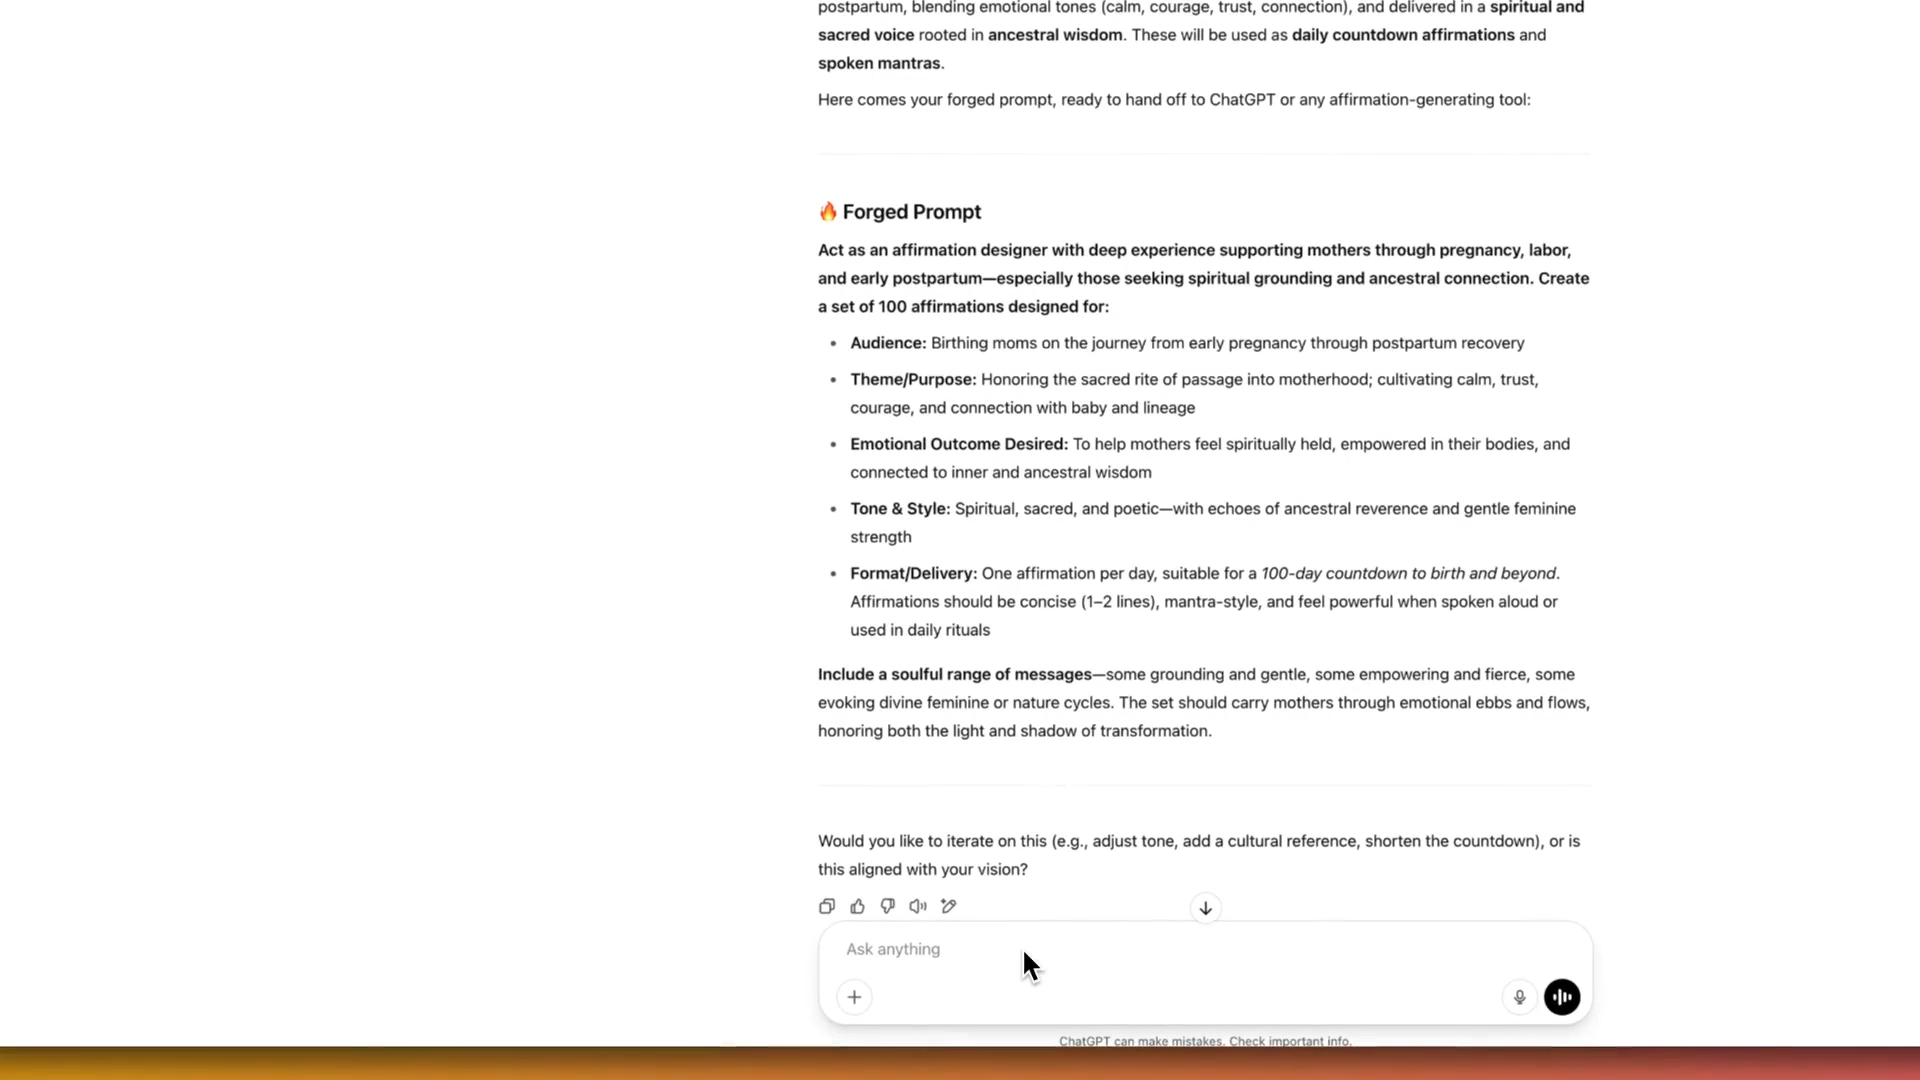 postpartum, blending emotional tones (calm, courage, trust, connection), and delivered in a spiritual and
sacred voice rooted in ancestral wisdom. These will be used as daily countdown affirmations and
spoken mantras.
Here comes your forged prompt, ready to hand off to ChatGPT or any affirmation-generating tool:
🔥 Forged Prompt
Act as an affirmation designer with deep experience supporting mothers through pregnancy, labor,
and early postpartum—especially those seeking spiritual grounding and ancestral connection. Create
a set of 100 affirmations designed for:
• Audience: Birthing moms on the journey from early pregnancy through postpartum recovery
• Theme/Purpose: Honoring the sacred rite of passage into motherhood; cultivating calm, trust,
courage, and connection with baby and lineage
• Emotional Outcome Desired: To help mothers feel spiritually held, empowered in their bodies, and
connected to inner and ancestral wisdom
• Tone & Style: Spiritual, sacred, and poetic—with echoes of ancestral reverence and gentle feminine
strength
• Format/Delivery: One affirmation per day, suitable for a 100-day countdown to birth and beyond.
Affirmations should be concise (1–2 lines), mantra-style, and feel powerful when spoken aloud or
used in daily rituals
Include a soulful range of messages—some grounding and gentle, some empowering and fierce, some
evoking divine feminine or nature cycles. The set should carry mothers through emotional ebbs and flows,
honoring both the light and shadow of transformation.
Would you like to iterate on this (e.g., adjust tone, add a cultural reference, shorten the countdown), or is
this aligned with your vision?
Ask anything
ChatGPT can make mistakes. Check important info.